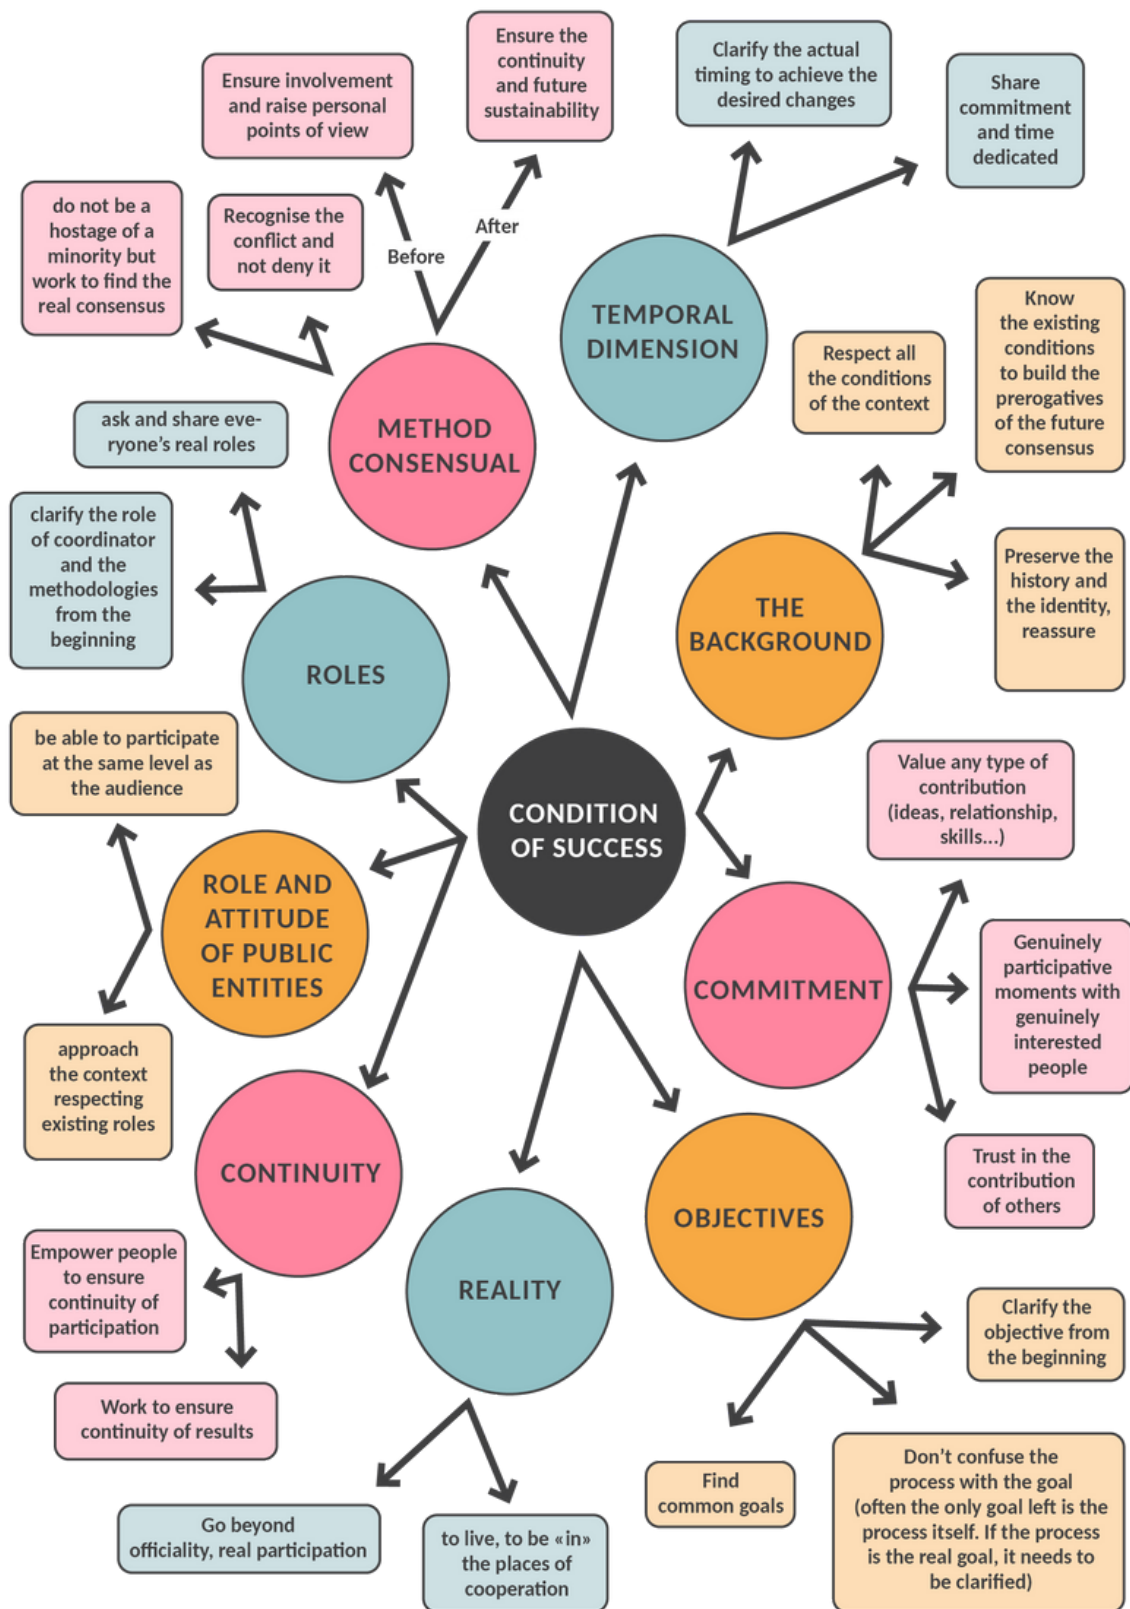 Ensure the
continuity
and future
sustainability
Ensure involvement
and raise personal
points of view
Clarify the actual
timing to achieve the
desired changes
Share
commitment
and time
dedicated
do not be a
hostage of a
minority but
work to find the
real consensus
Recognise the
conflict and
not deny it
Before
After
TEMPORAL
DIMENSION
Know
the existing
conditions
to build the
prerogatives
of the future
consensus
Respect all
the conditions
of the context
METHOD
CONSENSUAL
ask and share eve-
ryone's real roles
clarify the role
of coordinator
and the
methodologies
from the
beginning
Preserve the
history and
the identity,
reassure
THE
BACKGROUND
ROLES
be able to participate
at the same level as
the audience
CONDITION
OF SUCCESS
Value any type of
contribution
(ideas, relationship,
skills...)
ROLE AND
ATTITUDE
OF PUBLIC
ENTITIES
COMMITMENT
Genuinely
participative
moments with
genuinely
interested
people
approach
the context
respecting
existing roles
CONTINUITY
Trust in the
contribution
of others
OBJECTIVES
Empower people
to ensure
continuity of
participation
REALITY
Clarify the
objective from
the beginning
Work to ensure
continuity of results
Find
common goals
Don't confuse the
process with the goal
(often the only goal left is the
process itself. If the process
is the real goal, it needs to
be clarified)
Go beyond
officiality, real participation
to live, to be «in»
the places of
cooperation